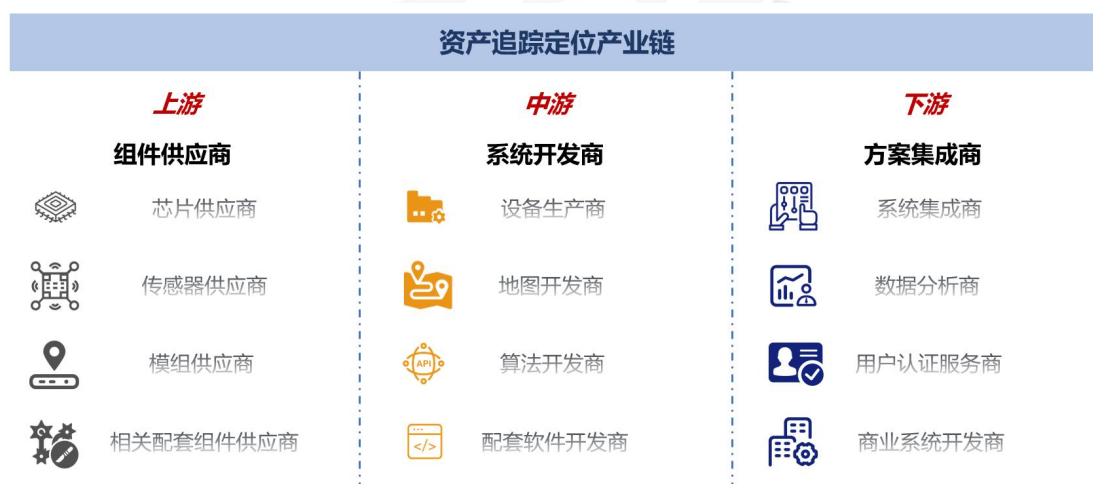 资产追踪定位产业链
上游
组件供应商
芯片供应商
传感器供应商
模组供应商
相关配套组件供应商
中游
系统开发商
设备生产商
地图开发商
API
算法开发商
</>
配套软件开发商
下游
方案集成商
系统集成商
数据分析商
用户认证服务商
商业系统开发商